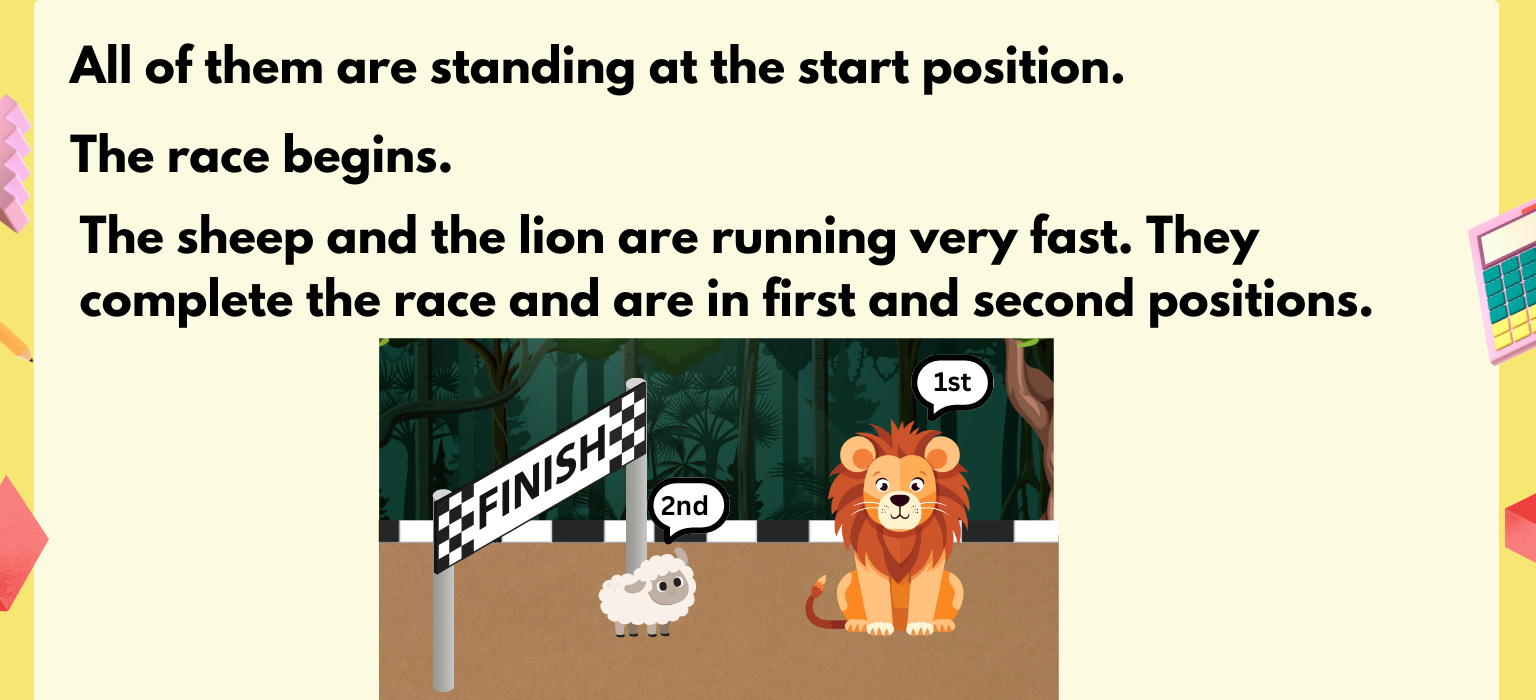 All of them are standing at the start position.
The race begins.
The sheep and the lion are running very fast. They
complete the race and are in first and second positions.
1st
FINISH
2nd